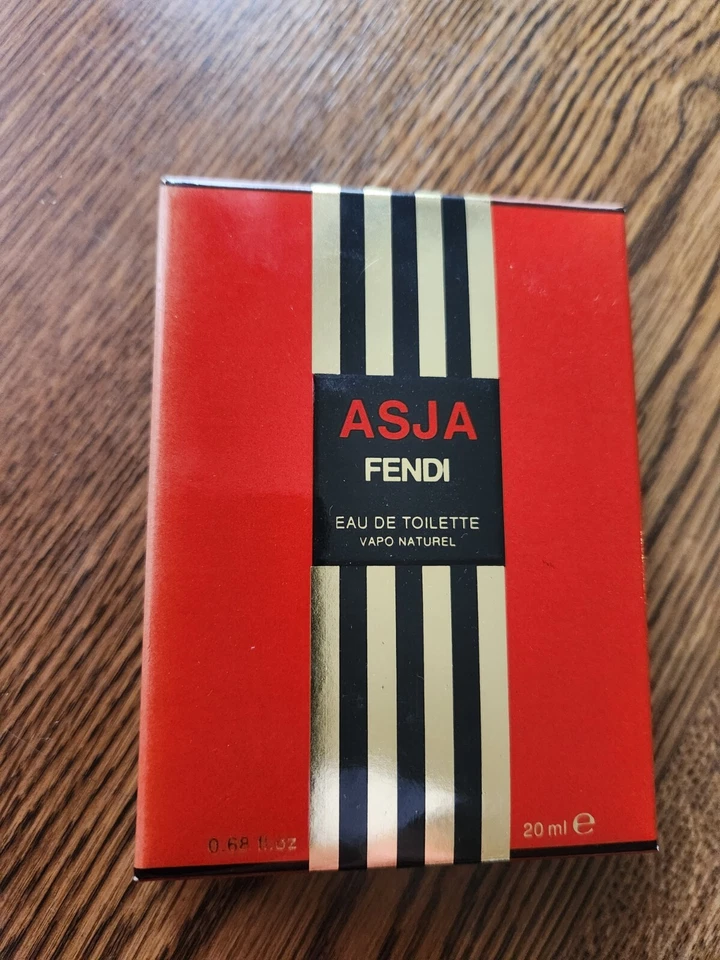 ASJA
FENDI
EAU DE TOILETTE
VAPO NATUREL
0.68 fl.oz
20 ml ℮